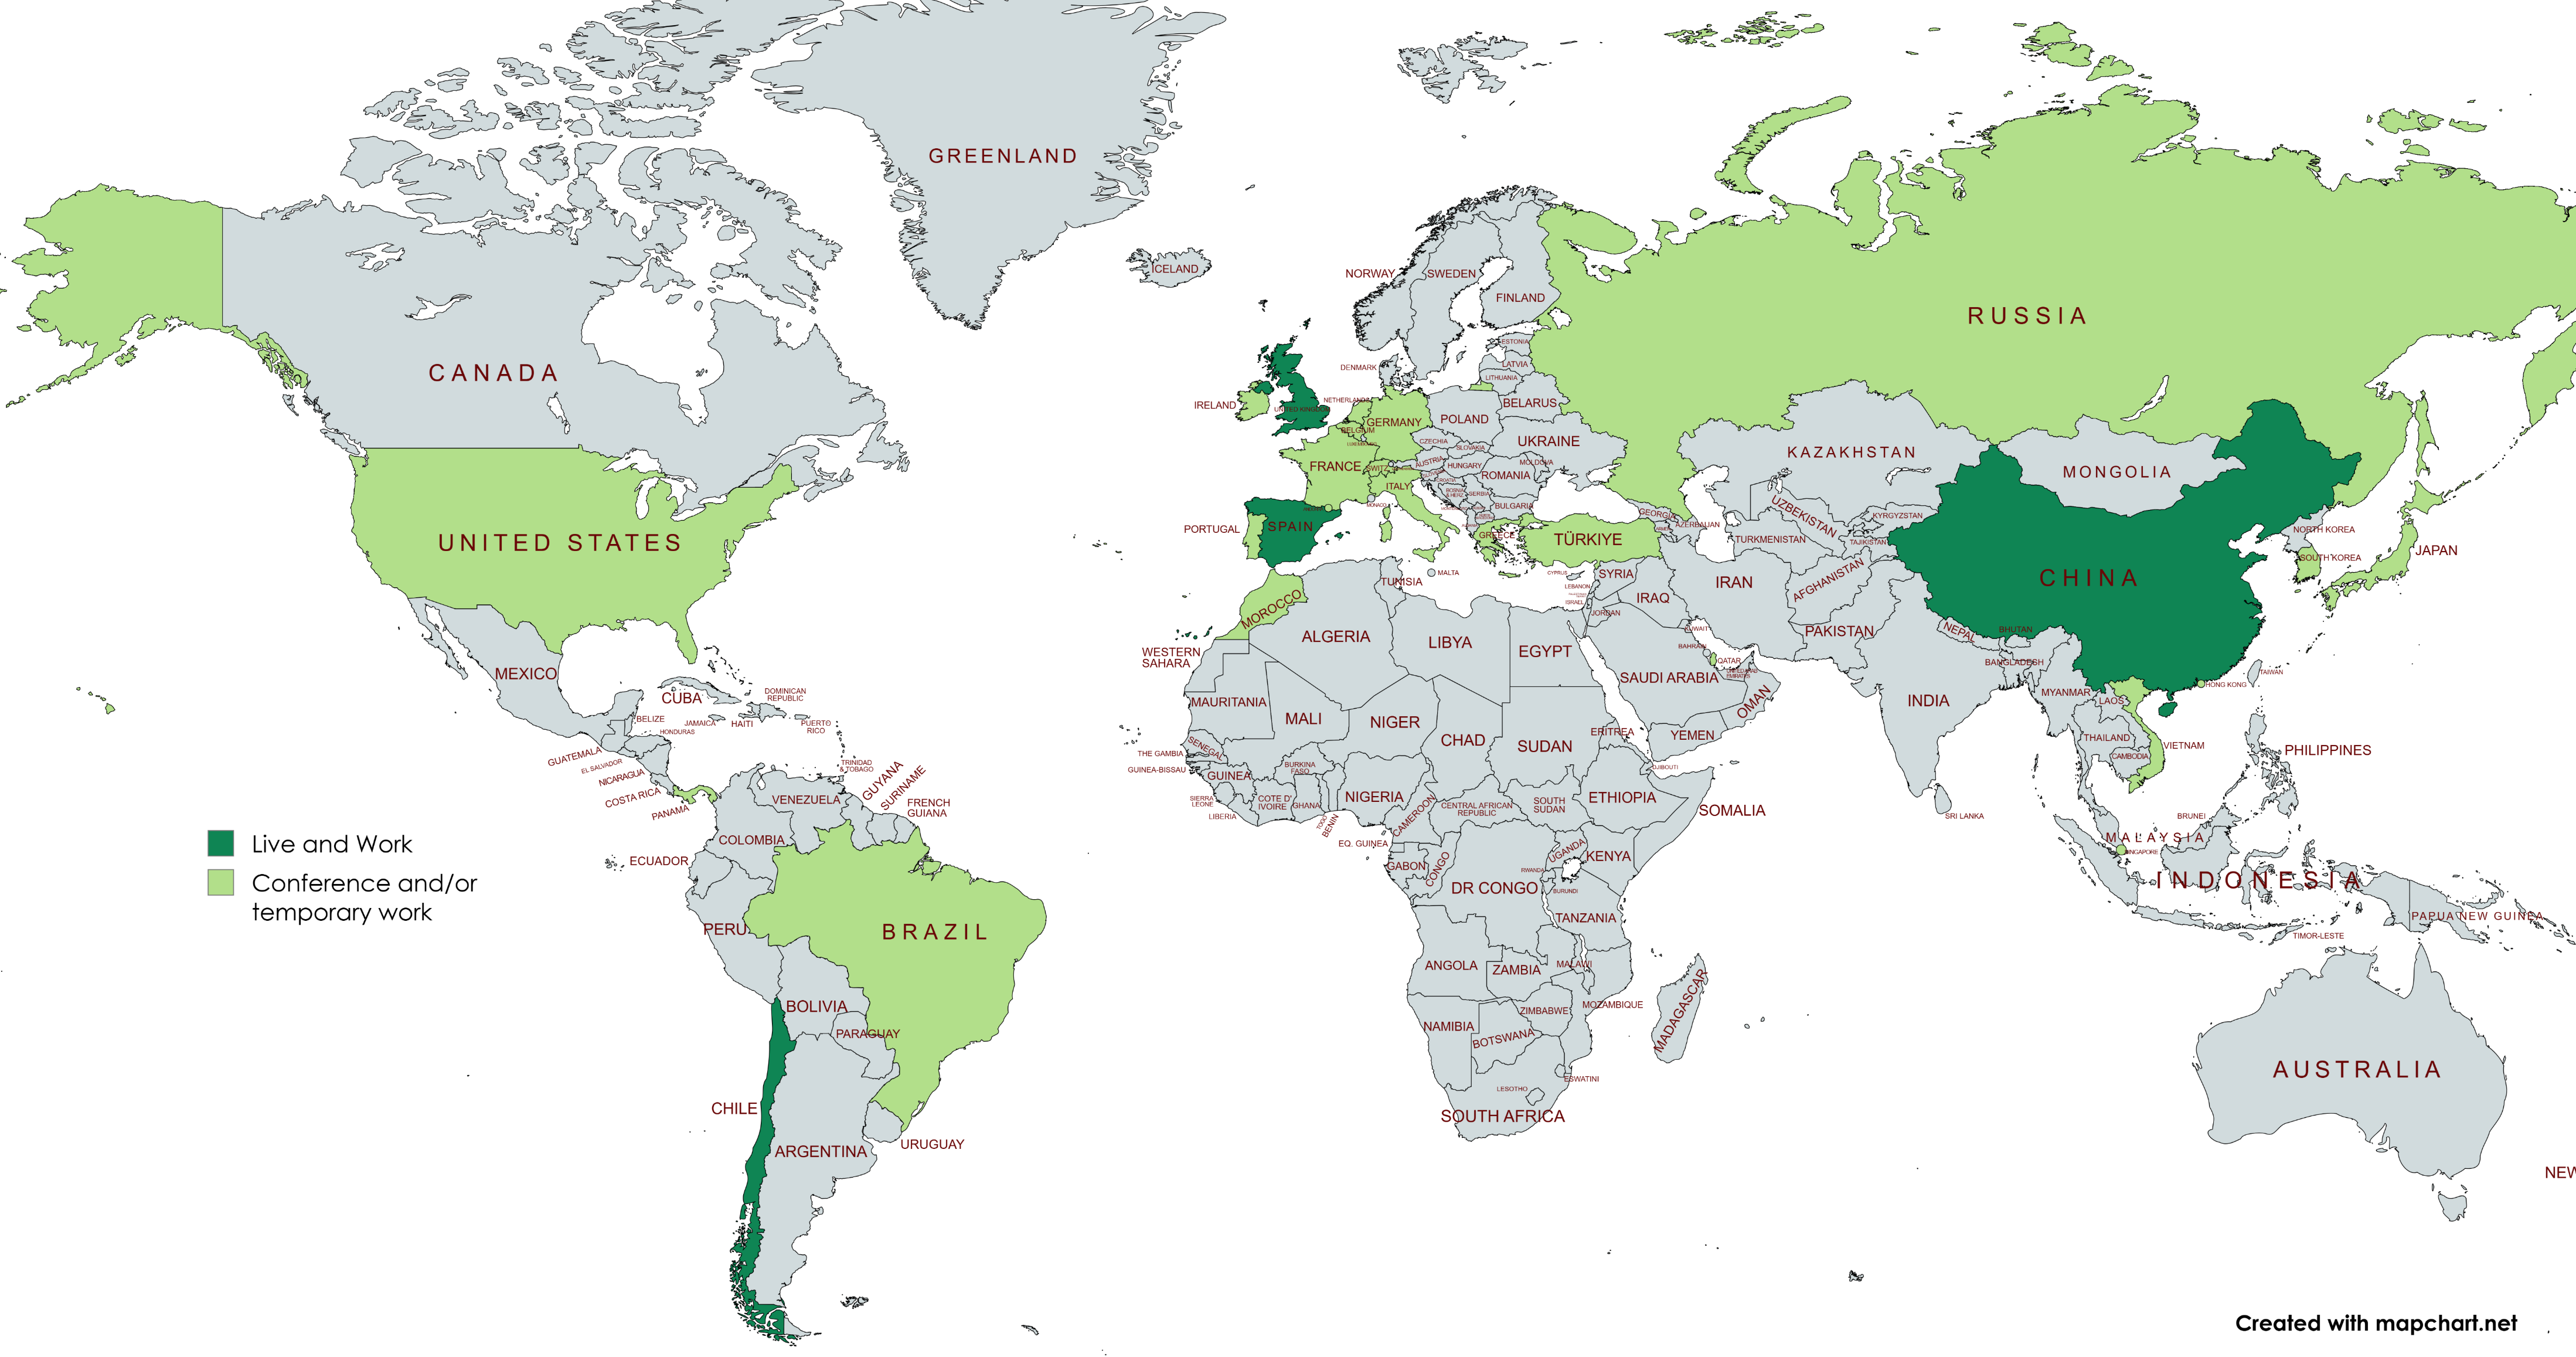 GREENLAND
ICELAND
NORWAY
SWEDEN
FINLAND
RUSSIA
CANADA
ESTONIA
LATVIA
LITHUANIA
DENMARK
IRELAND
UNITED KINGDOM
NETHERLANDS
BELGIUM
LUXEMBOURG
GERMANY
POLAND
BELARUS
UKRAINE
CZECHIA
SLOVAKIA
FRANCE
SWITZ
AUSTRIA
HUNGARY
MOLDOVA
ROMANIA
ITALY
CROATIA
BOSNIA
& HERZ
SERBIA
BULGARIA
MONACO
PORTUGAL
SPAIN
GREECE
TÜRKIYE
GEORGIA
AZERBAIJAN
KAZAKHSTAN
MONGOLIA
UZBEKISTAN
KYRGYZSTAN
TURKMENISTAN
TAJIKISTAN
NORTH KOREA
SOUTH KOREA
JAPAN
CHINA
UNITED STATES
MALTA
TUNISIA
CYPRUS
SYRIA
LEBANON
ISRAEL
JORDAN
IRAQ
IRAN
AFGHANISTAN
MOROCCO
ALGERIA
LIBYA
EGYPT
KUWAIT
BAHRAIN
QATAR
UNITED ARAB
EMIRATES
SAUDI ARABIA
OMAN
YEMEN
PAKISTAN
NEPAL
BHUTAN
BANGLADESH
INDIA
MYANMAR
LAOS
HONG KONG
TAIWAN
THAILAND
VIETNAM
CAMBODIA
PHILIPPINES
SRI LANKA
BRUNEI
MALAYSIA
SINGAPORE
INDONESIA
PAPUA NEW GUINEA
TIMOR-LESTE
AUSTRALIA
NEW
WESTERN
SAHARA
MAURITANIA
MALI
NIGER
CHAD
SUDAN
ERITREA
DJIBOUTI
THE GAMBIA
SENEGAL
GUINEA-BISSAU
GUINEA
SIERRA
LEONE
LIBERIA
COTE D'
IVOIRE
BURKINA
FASO
GHANA
TOGO
BENIN
NIGERIA
CAMEROON
CENTRAL AFRICAN
REPUBLIC
SOUTH
SUDAN
ETHIOPIA
SOMALIA
EQ. GUINEA
GABON
CONGO
DR CONGO
UGANDA
KENYA
RWANDA
BURUNDI
TANZANIA
ANGOLA
ZAMBIA
MALAWI
MOZAMBIQUE
ZIMBABWE
NAMIBIA
BOTSWANA
MADAGASCAR
ESWATINI
LESOTHO
SOUTH AFRICA
MEXICO
CUBA
DOMINICAN
REPUBLIC
BELIZE
JAMAICA
HAITI
PUERTO
RICO
HONDURAS
GUATEMALA
EL SALVADOR
NICARAGUA
COSTA RICA
PANAMA
TRINIDAD
& TOBAGO
VENEZUELA
GUYANA
SURINAME
FRENCH
GUIANA
COLOMBIA
ECUADOR
PERU
BRAZIL
BOLIVIA
PARAGUAY
CHILE
ARGENTINA
URUGUAY
Live and Work
Conference and/or
temporary work
Created with mapchart.net